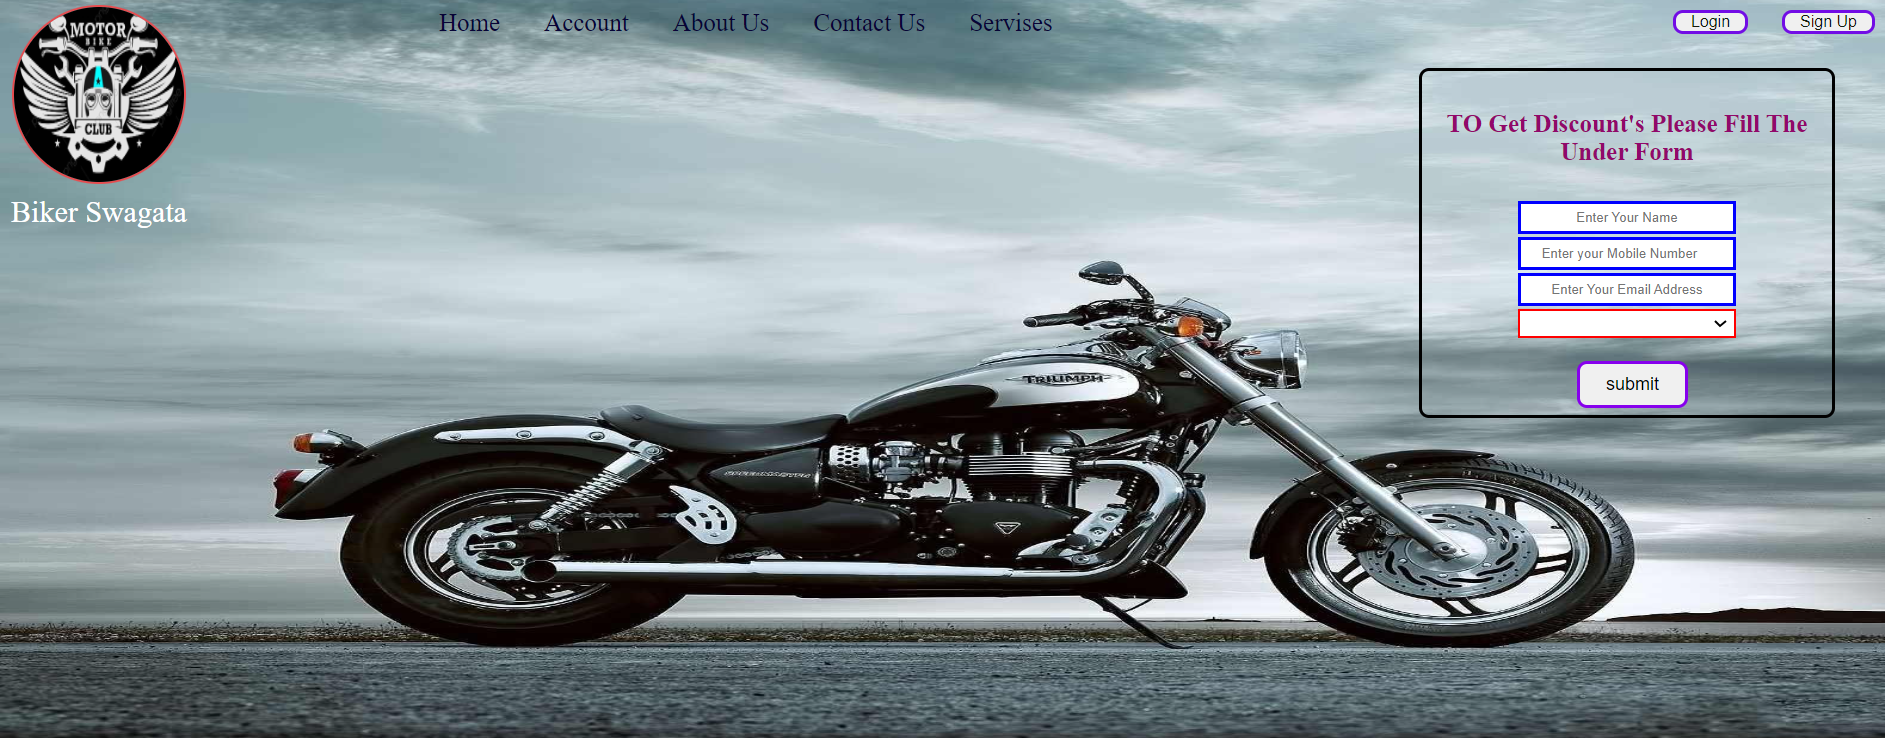 MOTOR
BIKE
CLUB
Biker Swagata
Home Account About Us Contact Us Servises
Login Sign Up
TO Get Discount's Please Fill The
Under Form
Enter Your Name
Enter your Mobile Number
Enter Your Email Address
submit
TRIUMPH
SPEEDMASTER